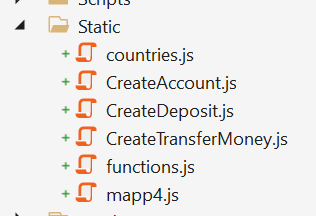 Scripts
Static
countries.js
CreateAccount.js
CreateDeposit.js
CreateTransferMoney.js
functions.js
mapp4.js